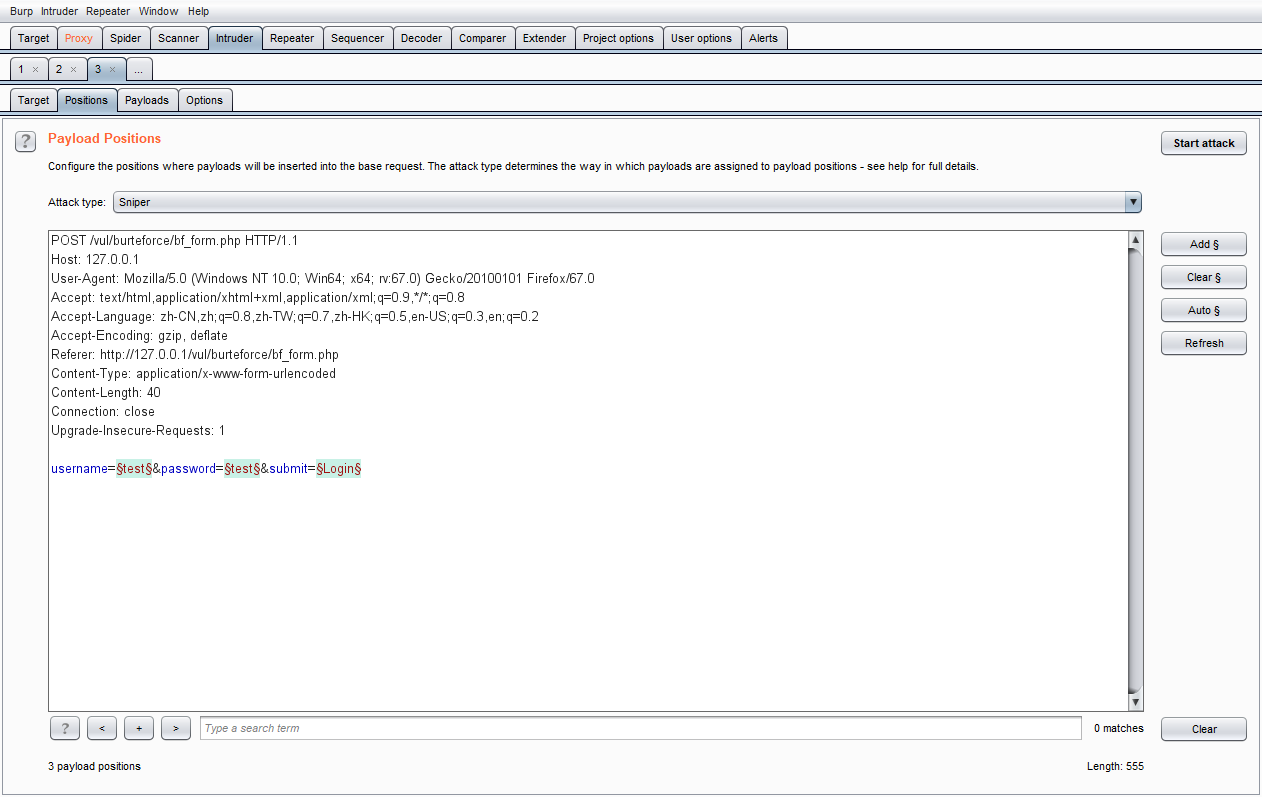 Burp Intruder Repeater Window Help
Target Proxy Spider Scanner Intruder Repeater Sequencer Decoder Comparer Extender Project options User options Alerts
1 × 2 × 3 × ...
Target Positions Payloads Options
? Payload Positions Start attack
Configure the positions where payloads will be inserted into the base request. The attack type determines the way in which payloads are assigned to payload positions - see help for full details.
Attack type: Sniper
POST /vul/burteforce/bf_form.php HTTP/1.1
Add §
Host: 127.0.0.1
User-Agent: Mozilla/5.0 (Windows NT 10.0; Win64; x64; rv:67.0) Gecko/20100101 Firefox/67.0
Clear §
Accept: text/html,application/xhtml+xml,application/xml;q=0.9,*/*;q=0.8
Accept-Language: zh-CN,zh;q=0.8,zh-TW;q=0.7,zh-HK;q=0.5,en-US;q=0.3,en;q=0.2
Auto §
Accept-Encoding: gzip, deflate
Refresh
Referer: http://127.0.0.1/vul/burteforce/bf_form.php
Content-Type: application/x-www-form-urlencoded
Content-Length: 40
Connection: close
Upgrade-Insecure-Requests: 1
username=§test§&password=§test§&submit=§Login§
? < + > Type a search term 0 matches Clear
3 payload positions Length: 555